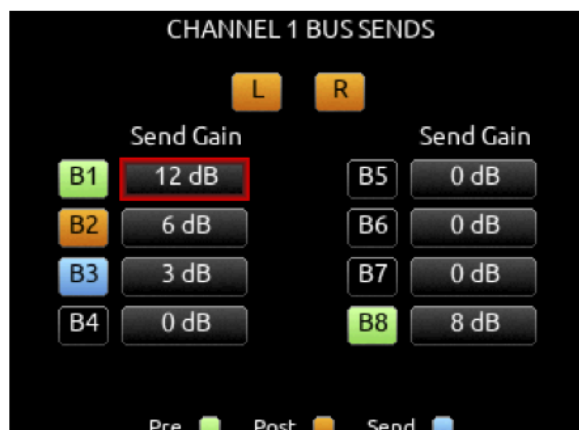 CHANNEL 1 BUS SENDS
L R
Send Gain Send Gain
B1 12 dB B5 0 dB
B2 6 dB B6 0 dB
B3 3 dB B7 0 dB
B4 0 dB B8 8 dB
Pre Post Send